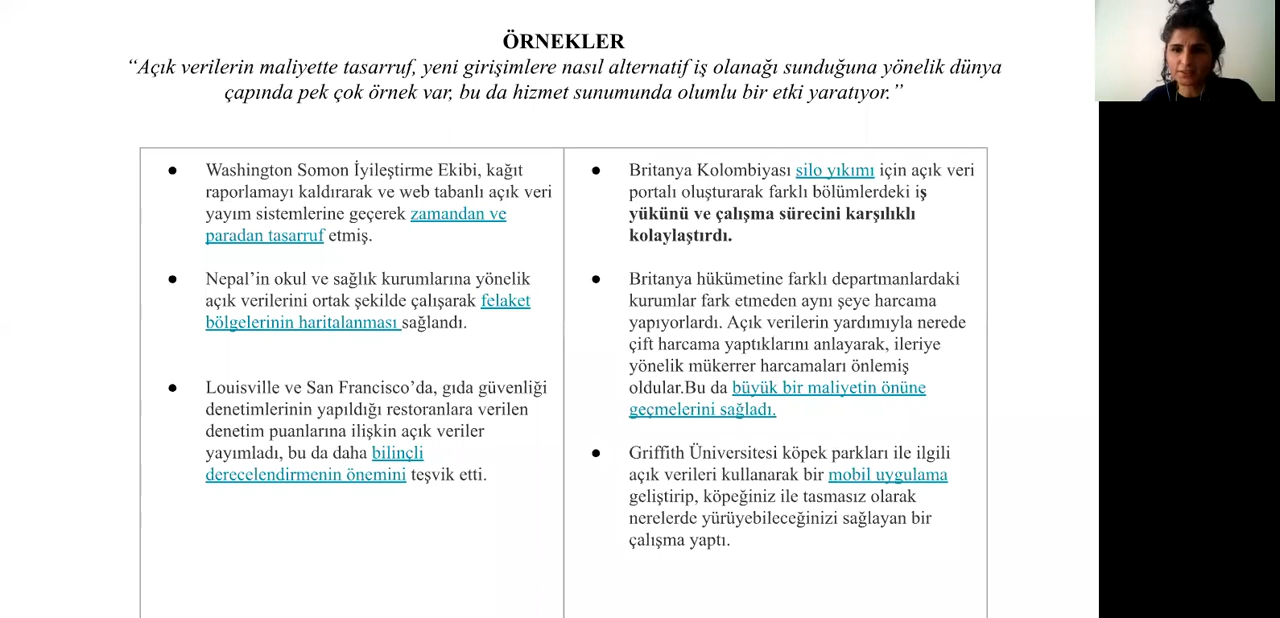 ÖRNEKLER
“Açık verilerin maliyette tasarruf, yeni girişimlere nasıl alternatif iş olanağı sunduğuna yönelik dünya
çapında pek çok örnek var, bu da hizmet sunumunda olumlu bir etki yaratıyor.”
● Washington Somon İyileştirme Ekibi, kağıt
raporlamayı kaldırarak ve web tabanlı açık veri
yayım sistemlerine geçerek zamandan ve
paradan tasarruf etmiş.
● Nepal’in okul ve sağlık kurumlarına yönelik
açık verilerini ortak şekilde çalışarak felaket
bölgelerinin haritalanması sağlandı.
● Louisville ve San Francisco’da, gıda güvenliği
denetimlerinin yapıldığı restoranlara verilen
denetim puanlarına ilişkin açık veriler
yayımladı, bu da daha bilinçli
derecelendirmenin önemini teşvik etti.
● Britanya Kolombiyası silo yıkımı için açık veri
portalı oluşturarak farklı bölümlerdeki iş
yükünü ve çalışma sürecini karşılıklı
kolaylaştırdı.
● Britanya hükümetine farklı departmanlardaki
kurumlar fark etmeden aynı şeye harcama
yapıyorlardı. Açık verilerin yardımıyla nerede
çift harcama yaptıklarını anlayarak, ileriye
yönelik mükerrer harcamaları önlemiş
oldular.Bu da büyük bir maliyetin önüne
geçmelerini sağladı.
● Griffith Üniversitesi köpek parkları ile ilgili
açık verileri kullanarak bir mobil uygulama
geliştirip, köpeğiniz ile tasmasız olarak
nerelerde yürüyebileceğinizi sağlayan bir
çalışma yaptı.